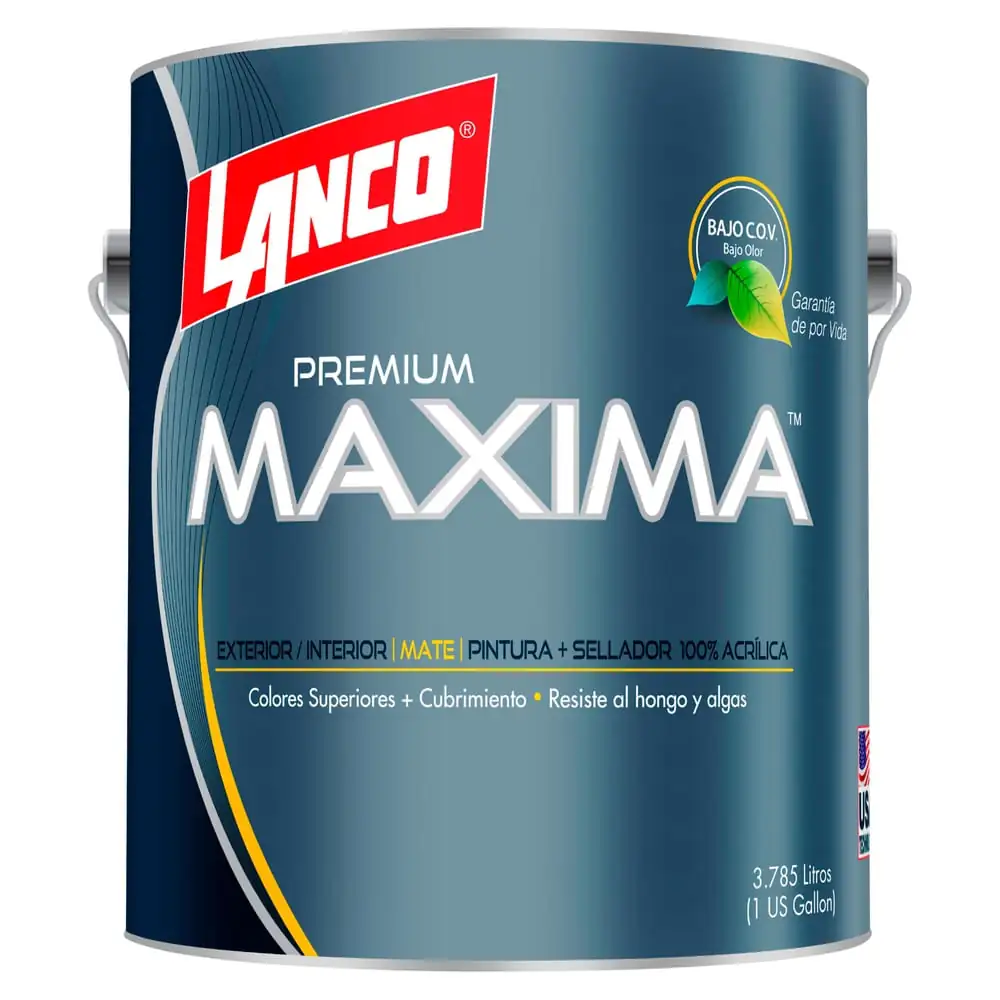 LANCO®
BAJO C.O.V.
Bajo Olor
Garantía
de por Vida
PREMIUM
MAXIMA™
EXTERIOR / INTERIOR | MATE | PINTURA + SELLADOR 100% ACRÍLICA
Colores Superiores + Cubrimiento • Resiste al hongo y algas
3.785 Litros
(1 US Gallon)